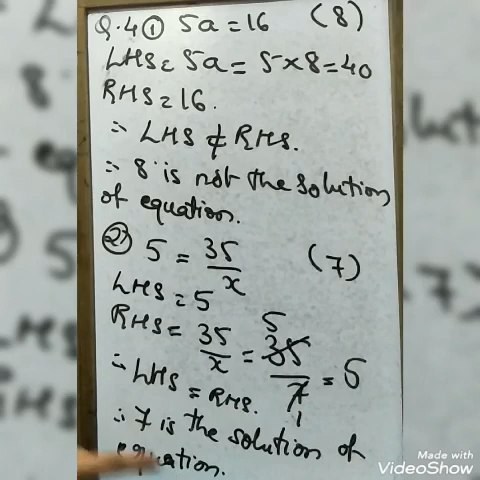 Q.4 ① 5a = 16 (8)
LHS = 5a = 5×8 = 40
RHS = 16.
∴ LHS ≠ RHS.
∴ 8 is not the solution
of equation.
② 5 = 35/x (7)
LHS = 5
RHS = 35/x = 35/7 = 5
5
1
∴ LHS = RHS.
∴ 7 is the solution of
equation.
Made with
VideoShow